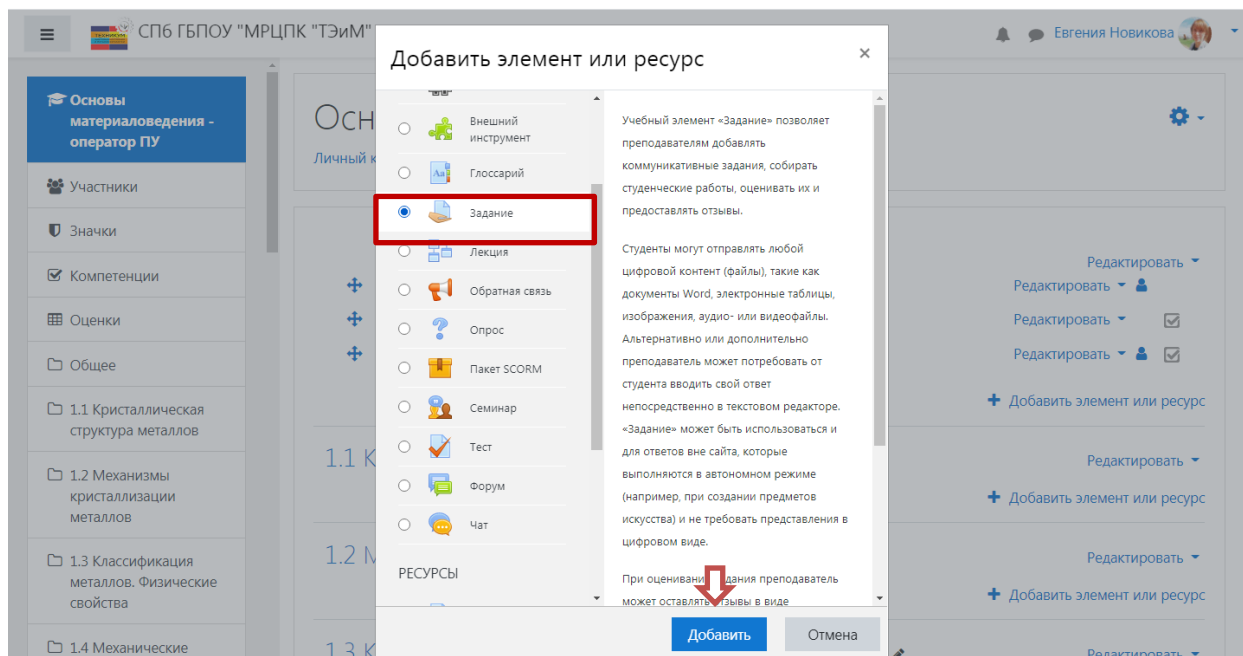 СПб ГБПОУ "МРЦПК "ТЭиМ"
Евгения Новикова
Основы
материаловедения -
оператор ПУ
Участники
Значки
Компетенции
Оценки
Общее
1.1 Кристаллическая
структура металлов
1.2 Механизмы
кристаллизации
металлов
1.3 Классификация
металлов. Физические
свойства
1.4 Механические
Осн
Личный к
Редактировать
Редактировать
Редактировать
Редактировать
Добавить элемент или ресурс
1.1 К
Редактировать
Добавить элемент или ресурс
1.2 М
Редактировать
Добавить элемент или ресурс
1.3 К
Редактировать
Добавить элемент или ресурс
×
Внешний
инструмент
Глоссарий
Задание
Лекция
Обратная связь
Опрос
Пакет SCORM
Семинар
Тест
Форум
Чат
РЕСУРСЫ
Учебный элемент «Задание» позволяет
преподавателям добавлять
коммуникативные задания, собирать
студенческие работы, оценивать их и
предоставлять отзывы.
Студенты могут отправлять любой
цифровой контент (файлы), такие как
документы Word, электронные таблицы,
изображения, аудио- или видеофайлы.
Альтернативно или дополнительно
преподаватель может потребовать от
студента вводить свой ответ
непосредственно в текстовом редакторе.
«Задание» может быть использоваться и
для ответов вне сайта, которые
выполняются в автономном режиме
(например, при создании предметов
искусства) и не требовать представления в
цифровом виде.
При оценивани дания преподаватель
может оставлять отзывы в виде
Добавить
Отмена